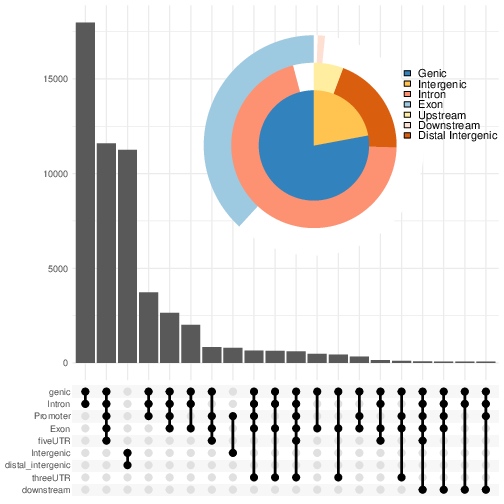 15000
10000
5000
0
Genic
Intergenic
Intron
Exon
Upstream
Downstream
Distal Intergenic
genic
Intron
Promoter
Exon
fiveUTR
Intergenic
distal_intergenic
threeUTR
downstream